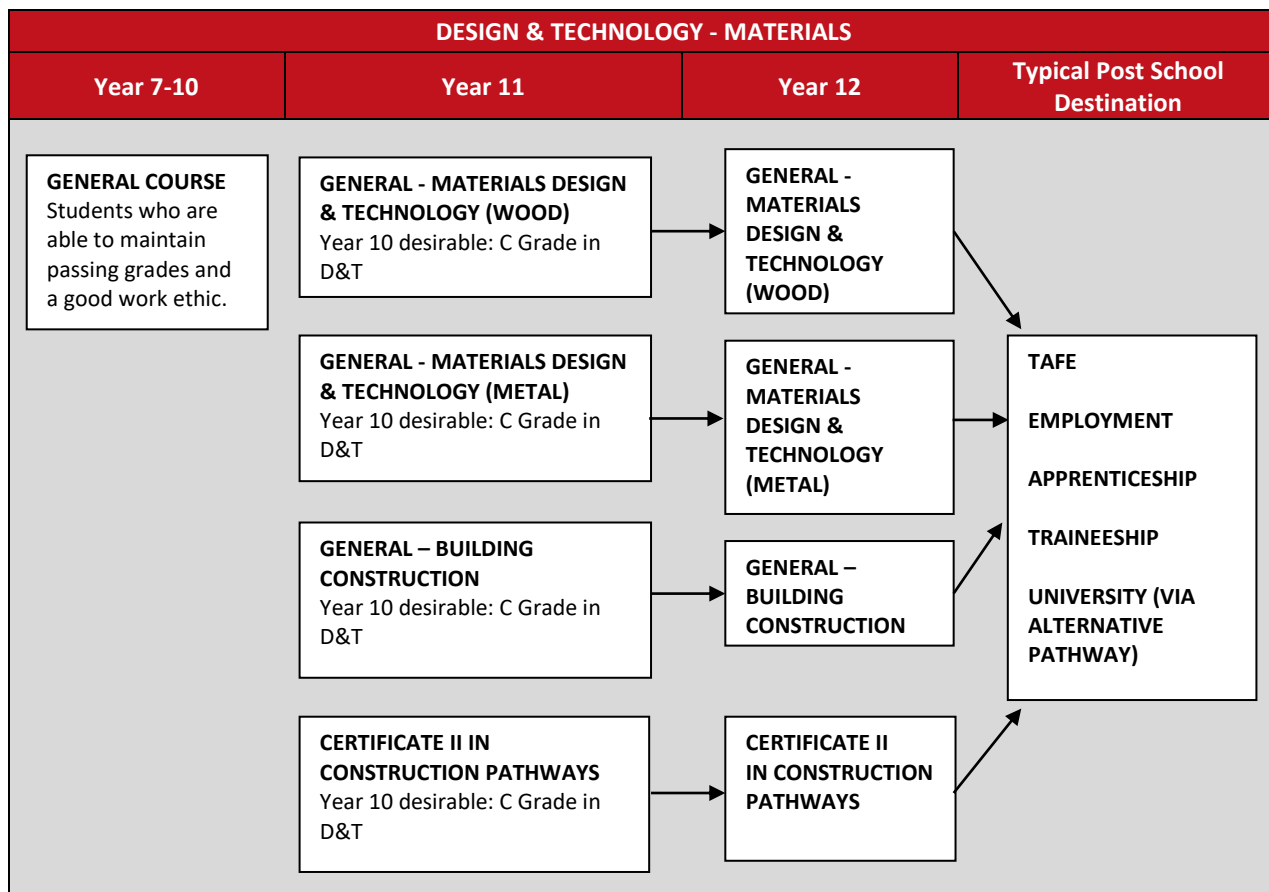 DESIGN & TECHNOLOGY - MATERIALS
Year 7-10
Year 11
Year 12
Typical Post School
Destination
GENERAL COURSE
Students who are
able to maintain
passing grades and
a good work ethic.
GENERAL - MATERIALS DESIGN
& TECHNOLOGY (WOOD)
Year 10 desirable: C Grade in
D&T
GENERAL -
MATERIALS
DESIGN &
TECHNOLOGY
(WOOD)
GENERAL - MATERIALS DESIGN
& TECHNOLOGY (METAL)
Year 10 desirable: C Grade in
D&T
GENERAL -
MATERIALS
DESIGN &
TECHNOLOGY
(METAL)
GENERAL – BUILDING
CONSTRUCTION
Year 10 desirable: C Grade in
D&T
GENERAL –
BUILDING
CONSTRUCTION
CERTIFICATE II IN
CONSTRUCTION PATHWAYS
Year 10 desirable: C Grade in
D&T
CERTIFICATE II
IN CONSTRUCTION
PATHWAYS
TAFE
EMPLOYMENT
APPRENTICESHIP
TRAINEESHIP
UNIVERSITY (VIA
ALTERNATIVE
PATHWAY)